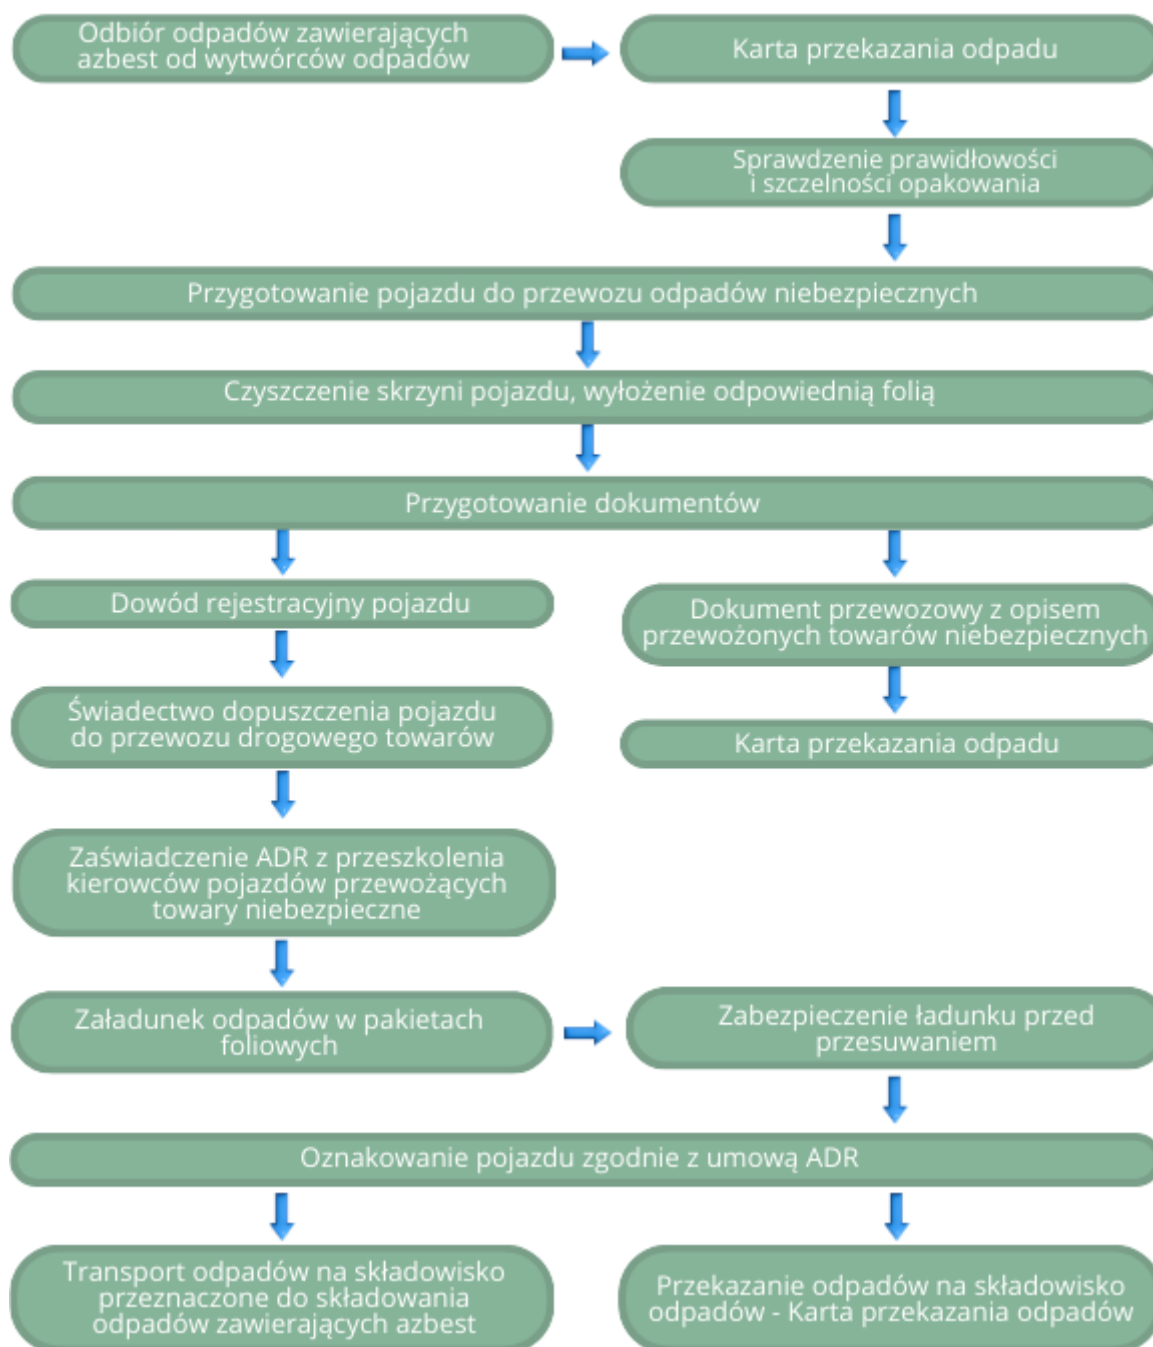 Odbiór odpadów zawierających
azbest od wytwórców odpadów
Karta przekazania odpadu
Sprawdzenie prawidłowości
i szczelności opakowania
Przygotowanie pojazdu do przewozu odpadów niebezpiecznych
Czyszczenie skrzyni pojazdu, wyłożenie odpowiednią folią
Przygotowanie dokumentów
Dowód rejestracyjny pojazdu
Dokument przewozowy z opisem
przewożonych towarów niebezpiecznych
Świadectwo dopuszczenia pojazdu
do przewozu drogowego towarów
Karta przekazania odpadu
Zaświadczenie ADR z przeszkolenia
kierowców pojazdów przewożących
towary niebezpieczne
Załadunek odpadów w pakietach
foliowych
Zabezpieczenie ładunku przed
przesuwaniem
Oznakowanie pojazdu zgodnie z umową ADR
Transport odpadów na składowisko
przeznaczone do składowania
odpadów zawierających azbest
Przekazanie odpadów na składowisko
odpadów - Karta przekazania odpadów